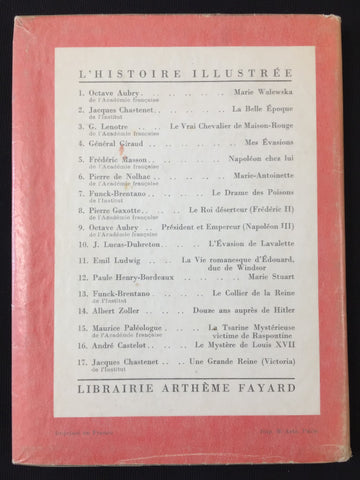 L'HISTOIRE ILLUSTRÉE
1. Octave Aubry. . . . . . . Marie Walewska
de l'Académie française
2. Jacques Chastenet. . . . . La Belle Époque
de l'Institut
3. G. Lenotre . . . . Le Vrai Chevalier de Maison-Rouge
de l'Académie française
4. Général Giraud . . . . . . Mes Évasions
5. Frédéric Masson . . . . . Napoléon chez lui
de l'Académie française
6. Pierre de Nolhac . . . . . Marie-Antoinette
de l'Académie française
7. Funck-Brentano . . . . Le Drame des Poisons
de l'Institut
8. Pierre Gaxotte. . . . Le Roi déserteur (Frédéric II)
de l'Académie française
9. Octave Aubry . . Président et Empereur (Napoléon III)
de l'Académie française
10. J. Lucas-Dubreton . . . . L'Évasion de Lavalette
11. Emil Ludwig . . . . La Vie romanesque d'Édouard,
duc de Windsor
12. Paule Henry-Bordeaux . . . . Marie Stuart
13. Funck-Brentano . . . . Le Collier de la Reine
de l'Institut
14. Albert Zoller . . . . Douze ans auprès de Hitler
15. Maurice Paléologue. . . . La Tsarine Mystérieuse
de l'Académie française victime de Raspoutine
16. André Castelot . . . . Le Mystère de Louis XVII
17. Jacques Chastenet . . . Une Grande Reine (Victoria)
de l'Institut
LIBRAIRIE ARTHÈME FAYARD
Imprimé en France